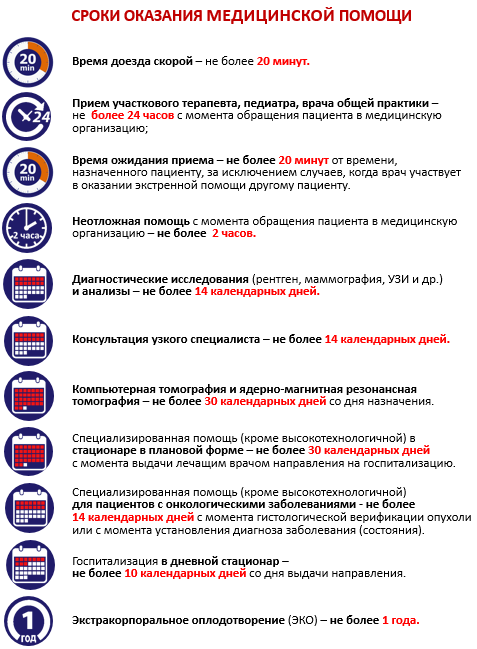 СРОКИ ОКАЗАНИЯ МЕДИЦИНСКОЙ ПОМОЩИ
20
min
Время доезда скорой – не более 20 минут.
24
Прием участкового терапевта, педиатра, врача общей практики –
не более 24 часов с момента обращения пациента в медицинскую
организацию;
20
min
Время ожидания приема – не более 20 минут от времени,
назначенного пациенту, за исключением случаев, когда врач участвует
в оказании экстренной помощи другому пациенту.
2 часа
Неотложная помощь с момента обращения пациента в медицинскую
организацию – не более 2 часов.
Диагностические исследования (рентген, маммография, УЗИ и др.)
и анализы – не более 14 календарных дней.
Консультация узкого специалиста – не более 14 календарных дней.
Компьютерная томография и ядерно-магнитная резонансная
томография – не более 30 календарных дней со дня назначения.
Специализированная помощь (кроме высокотехнологичной) в
стационаре в плановой форме – не более 30 календарных дней
с момента выдачи лечащим врачом направления на госпитализацию.
Специализированная помощь (кроме высокотехнологичной)
для пациентов с онкологическими заболеваниями - не более
14 календарных дней с момента гистологической верификации опухоли
или с момента установления диагноза заболевания (состояния).
Госпитализация в дневной стационар –
не более 10 календарных дней со дня выдачи направления.
1
год
Экстракорпоральное оплодотворение (ЭКО) – не более 1 года.